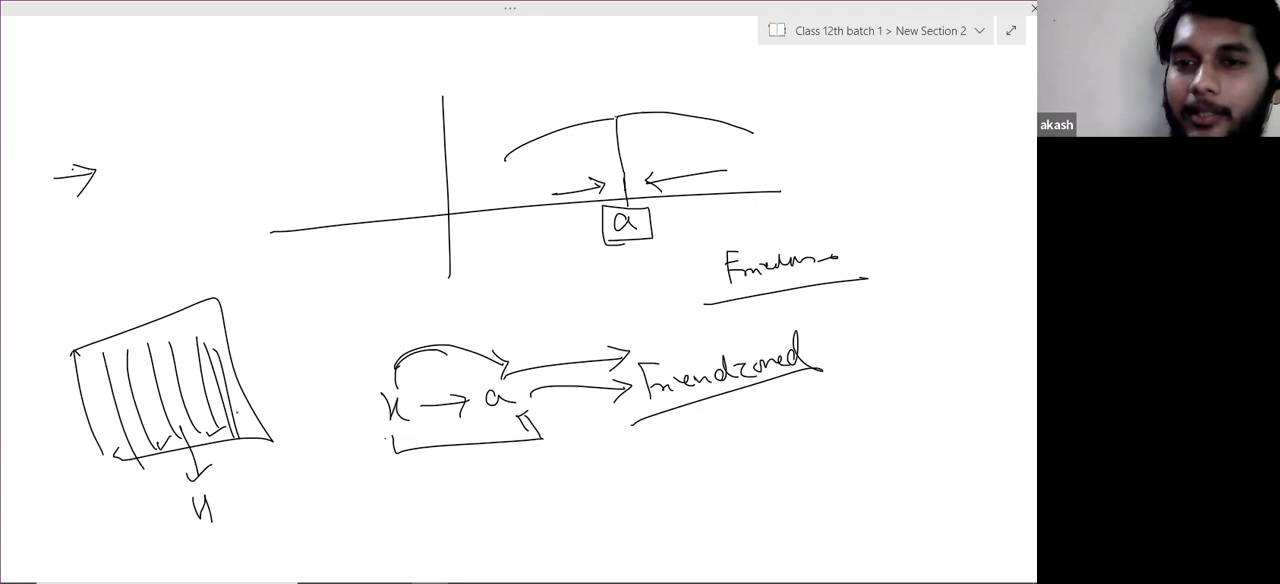 Class 12th batch 1 > New Section 2
akash
a
x → a
Friendzoned
x